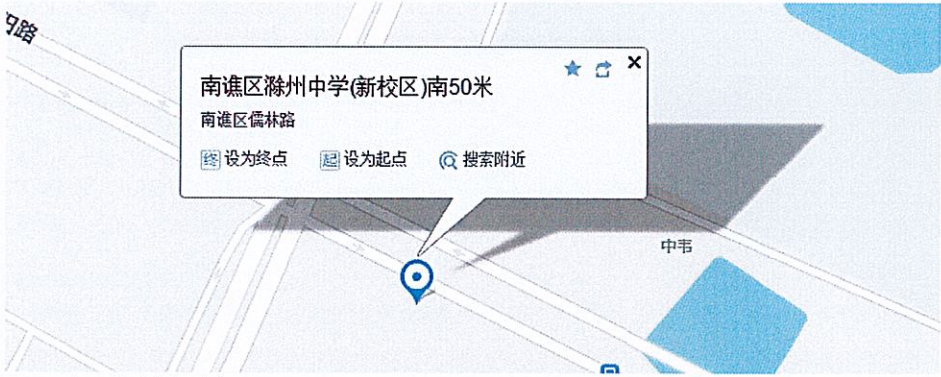 路
南谯区滁州中学(新校区)南50米
南谯区儒林路
终 设为终点 起 设为起点 搜索附近
中韦